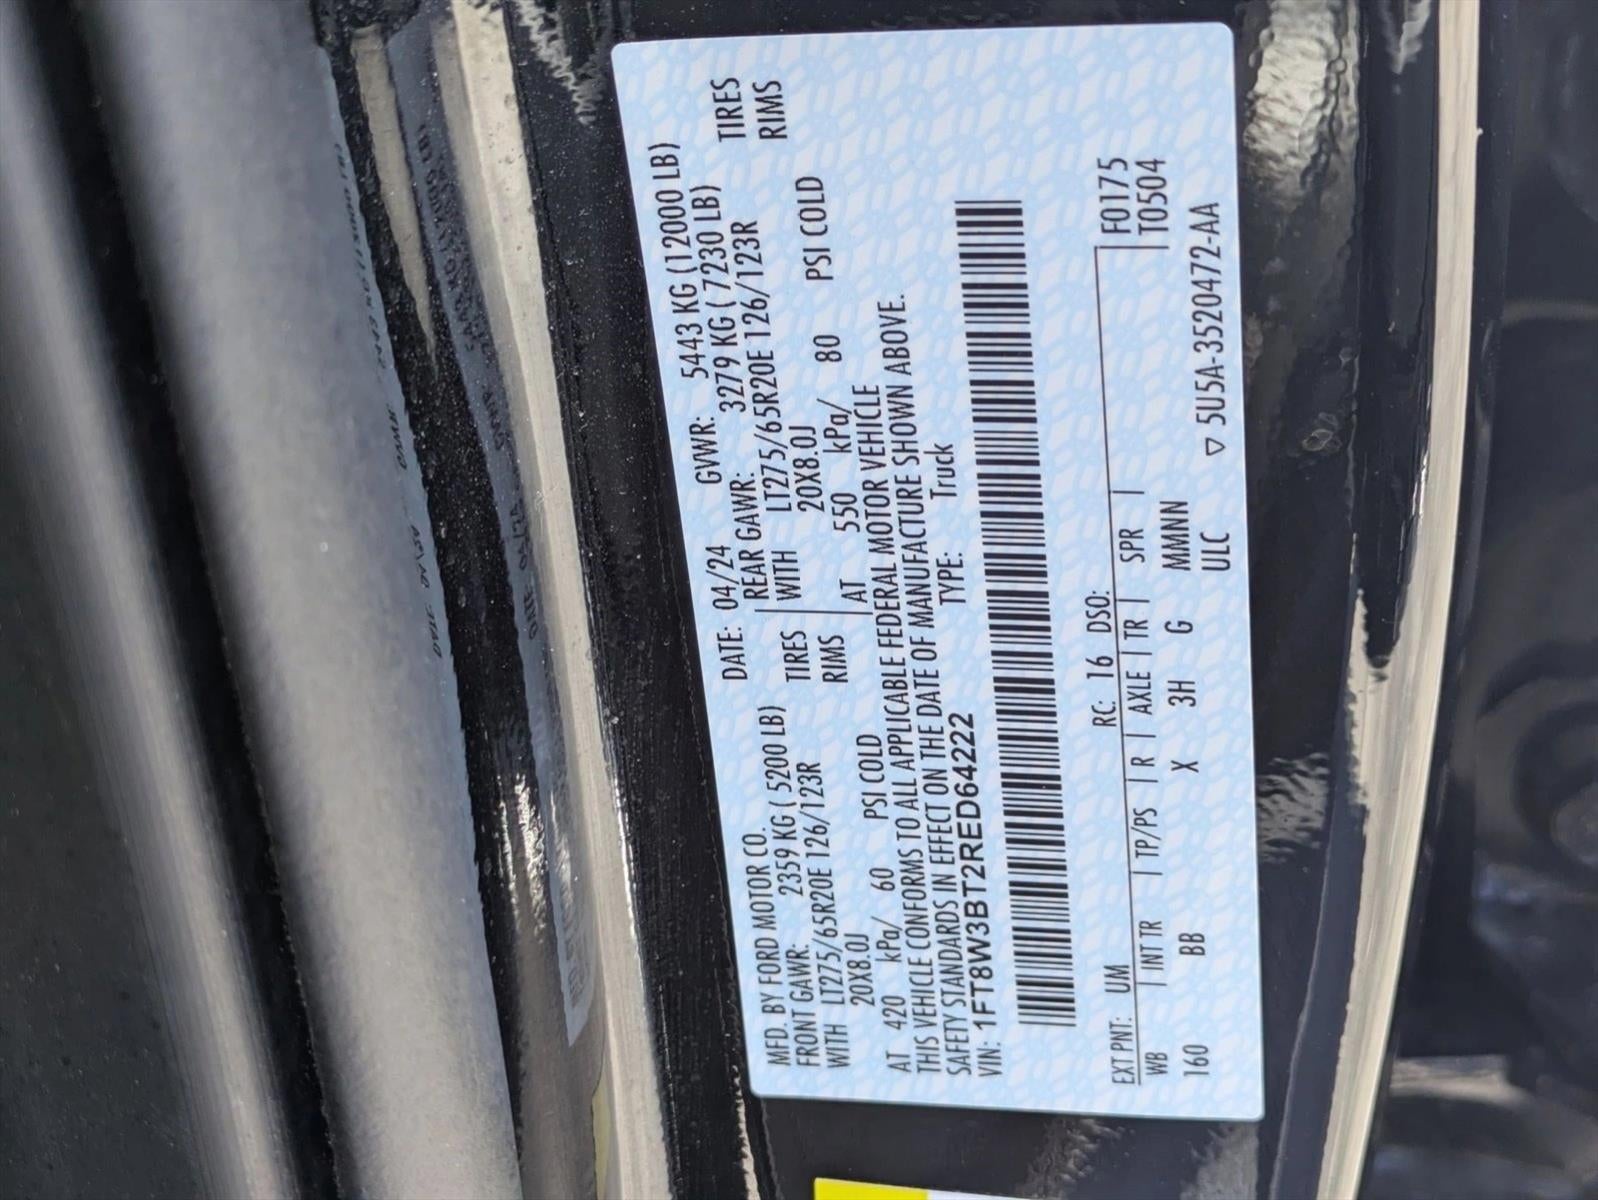 MFD. BY FORD MOTOR CO. DATE: 04/24 GVWR: 5443 KG (12000 LB)
FRONT GAWR: 2359 KG ( 5200 LB) REAR GAWR: 3279 KG ( 7230 LB)
WITH LT275/65R20E 126/123R TIRES WITH LT275/65R20E 126/123R TIRES
20X8.0J RIMS 20X8.0J RIMS
AT 420 kPa/ 60 PSI COLD AT 550 kPa/ 80 PSI COLD
THIS VEHICLE CONFORMS TO ALL APPLICABLE FEDERAL MOTOR VEHICLE
SAFETY STANDARDS IN EFFECT ON THE DATE OF MANUFACTURE SHOWN ABOVE.
VIN: 1FT8W3BT2RED64222 TYPE: Truck
EXT PNT: UM RC: 16 DSO: F0175
WB | INT TR | TP/PS | R | AXLE | TR | SPR | T0504
160 BB X 3H G MMNNN
ULC ▽ 5U5A-3520472-AA